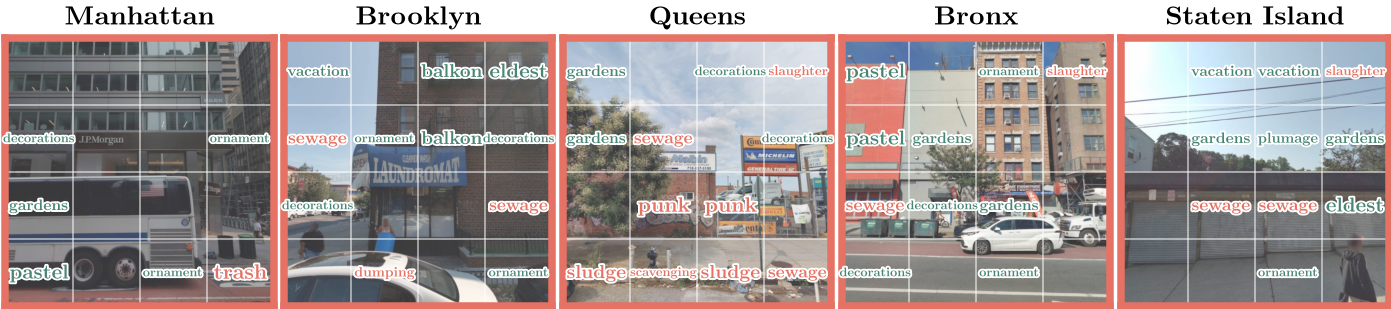 Manhattan
decorations ornament
J.P.Morgan
gardens
pastel ornament trash
Brooklyn
vacation balkon eldest
sewage ornament balkon decorations
LAUNDROMAT
decorations sewage
dumping ornament
Queens
gardens decorations slaughter
gardens sewage decorations
MICHELIN
GENERAL TIRE
punk punk
sludge scavenging sludge sewage
Bronx
pastel ornament slaughter
pastel gardens
sewage decorations gardens
decorations ornament
Staten Island
vacation vacation slaughter
gardens plumage gardens
sewage sewage eldest
ornament